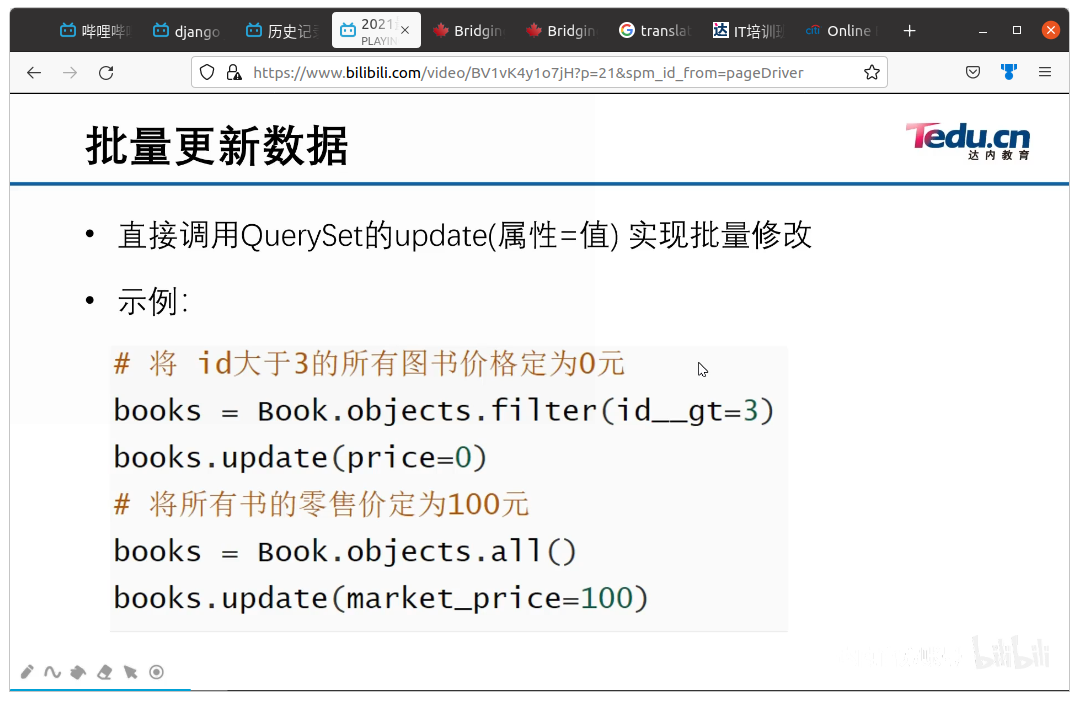 哔哩哔
django
历史记录
2021
PLAYIN
Bridgin
Bridgin
translat
IT培训班
Online
https://www.bilibili.com/video/BV1vK4y1o7jH?p=21&spm_id_from=pageDriver
批量更新数据
Tedu.cn
达内教育
• 直接调用QuerySet的update(属性=值) 实现批量修改
• 示例：
# 将 id大于3的所有图书价格定为0元
books = Book.objects.filter(id__gt=3)
books.update(price=0)
# 将所有书的零售价定为100元
books = Book.objects.all()
books.update(market_price=100)
bilibili